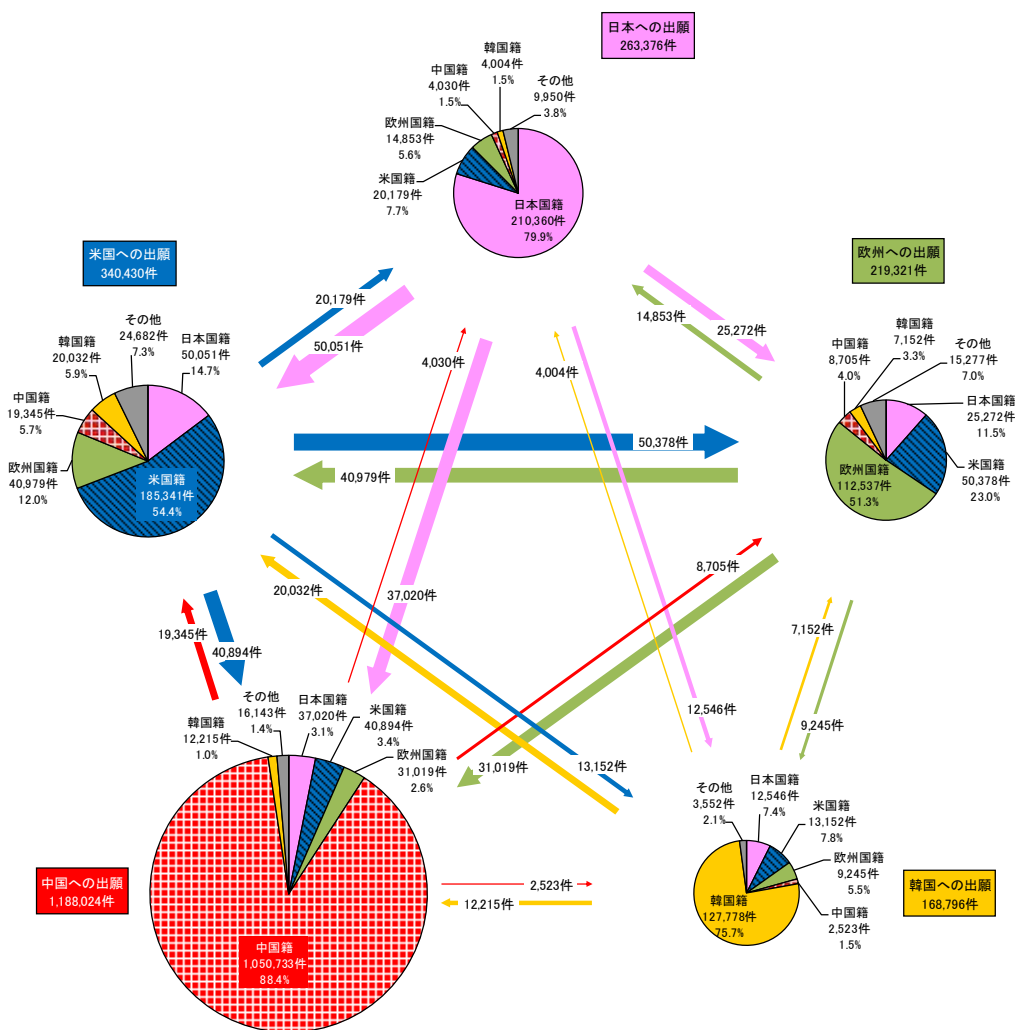 日本への出願
263,376件
韓国籍
4,004件
1.5%
中国籍
4,030件
1.5%
その他
9,950件
3.8%
欧州国籍
14,853件
5.6%
米国籍
20,179件
7.7%
日本国籍
210,360件
79.9%
米国への出願
340,430件
欧州への出願
219,321件
20,179件
50,051件
14,853件
25,272件
4,030件
4,004件
その他
24,682件
7.3%
日本国籍
50,051件
14.7%
韓国籍
20,032件
5.9%
中国籍
19,345件
5.7%
欧州国籍
40,979件
12.0%
米国籍
185,341件
54.4%
韓国籍
7,152件
3.3%
中国籍
8,705件
4.0%
その他
15,277件
7.0%
日本国籍
25,272件
11.5%
米国籍
50,378件
23.0%
欧州国籍
112,537件
51.3%
50,378件
40,979件
20,032件
37,020件
8,705件
19,345件
40,894件
7,152件
9,245件
12,546件
31,019件
13,152件
その他
16,143件
1.4%
日本国籍
37,020件
3.1%
米国籍
40,894件
3.4%
韓国籍
12,215件
1.0%
欧州国籍
31,019件
2.6%
中国籍
1,050,733件
88.4%
中国への出願
1,188,024件
2,523件
12,215件
その他
3,552件
2.1%
日本国籍
12,546件
7.4%
米国籍
13,152件
7.8%
欧州国籍
9,245件
5.5%
中国籍
2,523件
1.5%
韓国籍
127,778件
75.7%
韓国への出願
168,796件